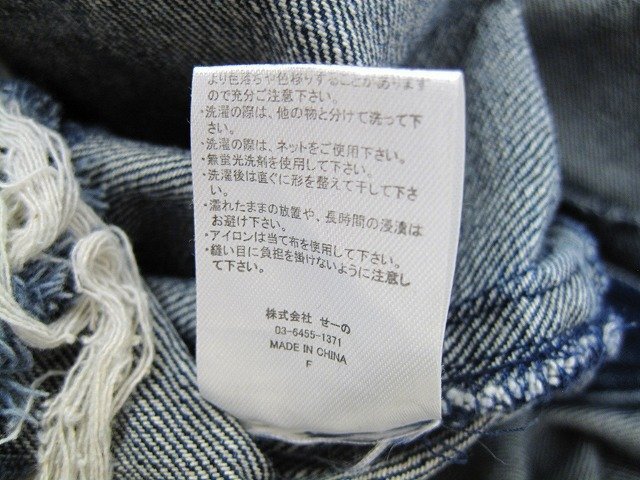 より色落ちや色移りすることがあります
ので充分ご注意下さい。
・洗濯の際は、他の物と分けて洗って下
さい。
・洗濯の際は、ネットをご使用下さい。
・無蛍光洗剤を使用して下さい。
・洗濯後は直ぐに形を整えて干して下さ
い。
・濡れたままの放置や、長時間の浸漬は
お避け下さい。
・アイロンは当て布を使用して下さい。
・縫い目に負担を掛けないように注意し
て下さい。
株式会社 せーの
03-6455-1371
MADE IN CHINA
F